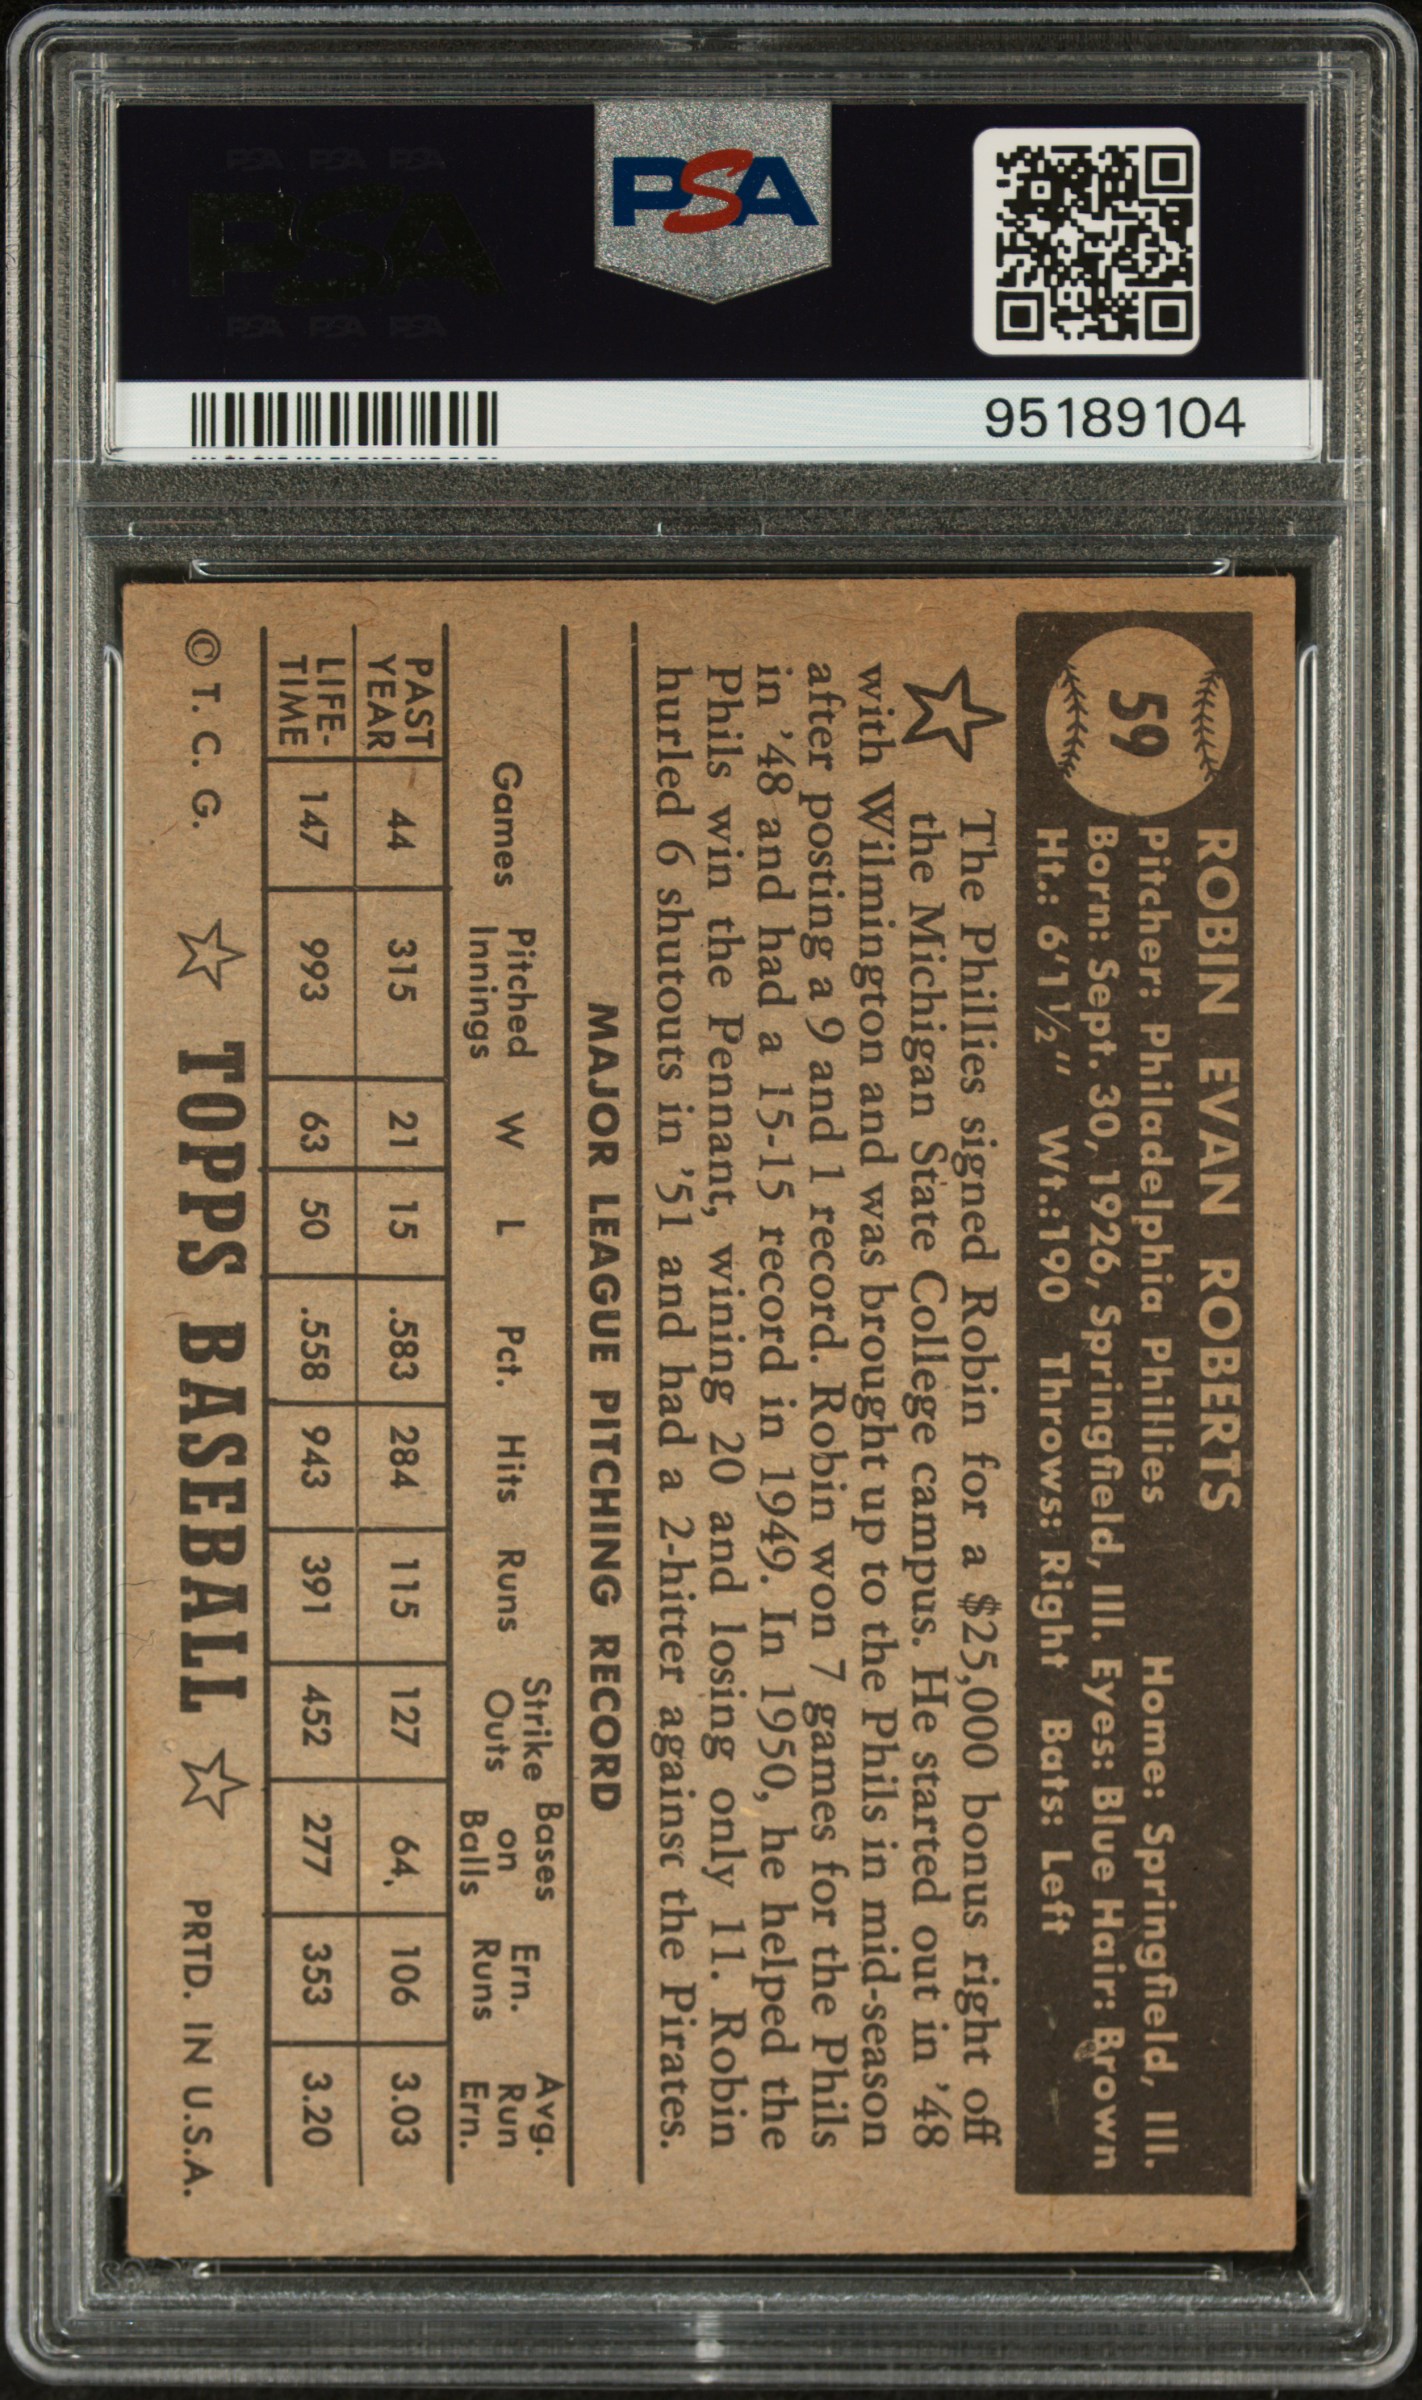 PSA PSA PSA
PSA
PSA PSA PSA
PSA
95189104
59
ROBIN EVAN ROBERTS
Pitcher: Philadelphia Phillies Home: Springfield, Ill.
Born: Sept. 30, 1926, Springfield, Ill. Eyes: Blue Hair: Brown
Ht.: 6'1½" Wt.:190 Throws: Right Bats: Left
The Phillies signed Robin for a $25,000 bonus right off
the Michigan State College campus. He started out in '48
with Wilmington and was brought up to the Phils in mid-season
after posting a 9 and 1 record. Robin won 7 games for the Phils
in '48 and had a 15-15 record in 1949. In 1950, he helped the
Phils win the Pennant, wining 20 and losing only 11. Robin
hurled 6 shutouts in '51 and had a 2-hitter against the Pirates.
MAJOR LEAGUE PITCHING RECORD
Games Pitched Innings W L Pct. Hits Runs Strike Outs Bases on Balls Ern. Runs Avg. Run Ern.
PAST YEAR 44 315 21 15 .583 284 115 127 64, 106 3.03
LIFE-TIME 147 993 63 50 .558 943 391 452 277 353 3.20
© T. C. G. ☆ TOPPS BASEBALL ☆ PRTD. IN U.S.A.